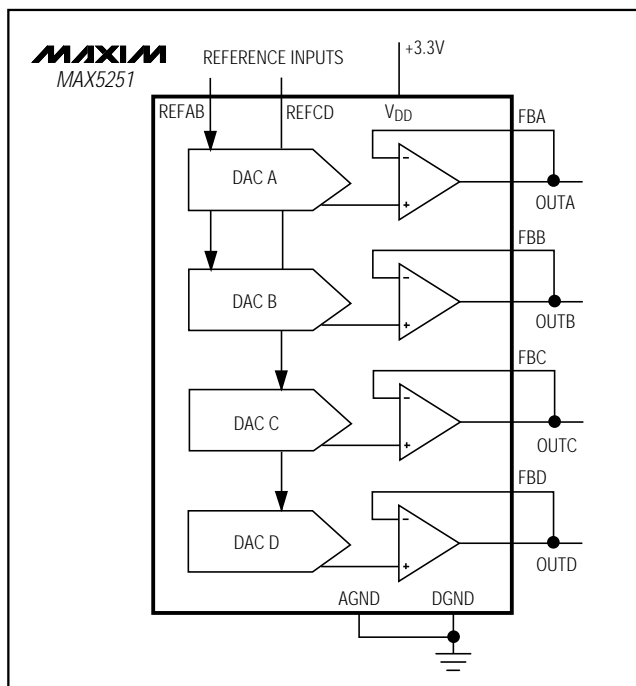 MAXIM
MAX5251
REFERENCE INPUTS
+3.3V
REFAB
REFCD
VDD
FBA
DAC A
-
+
OUTA
FBB
DAC B
-
+
OUTB
FBC
DAC C
-
+
OUTC
FBD
DAC D
-
+
OUTD
AGND
DGND